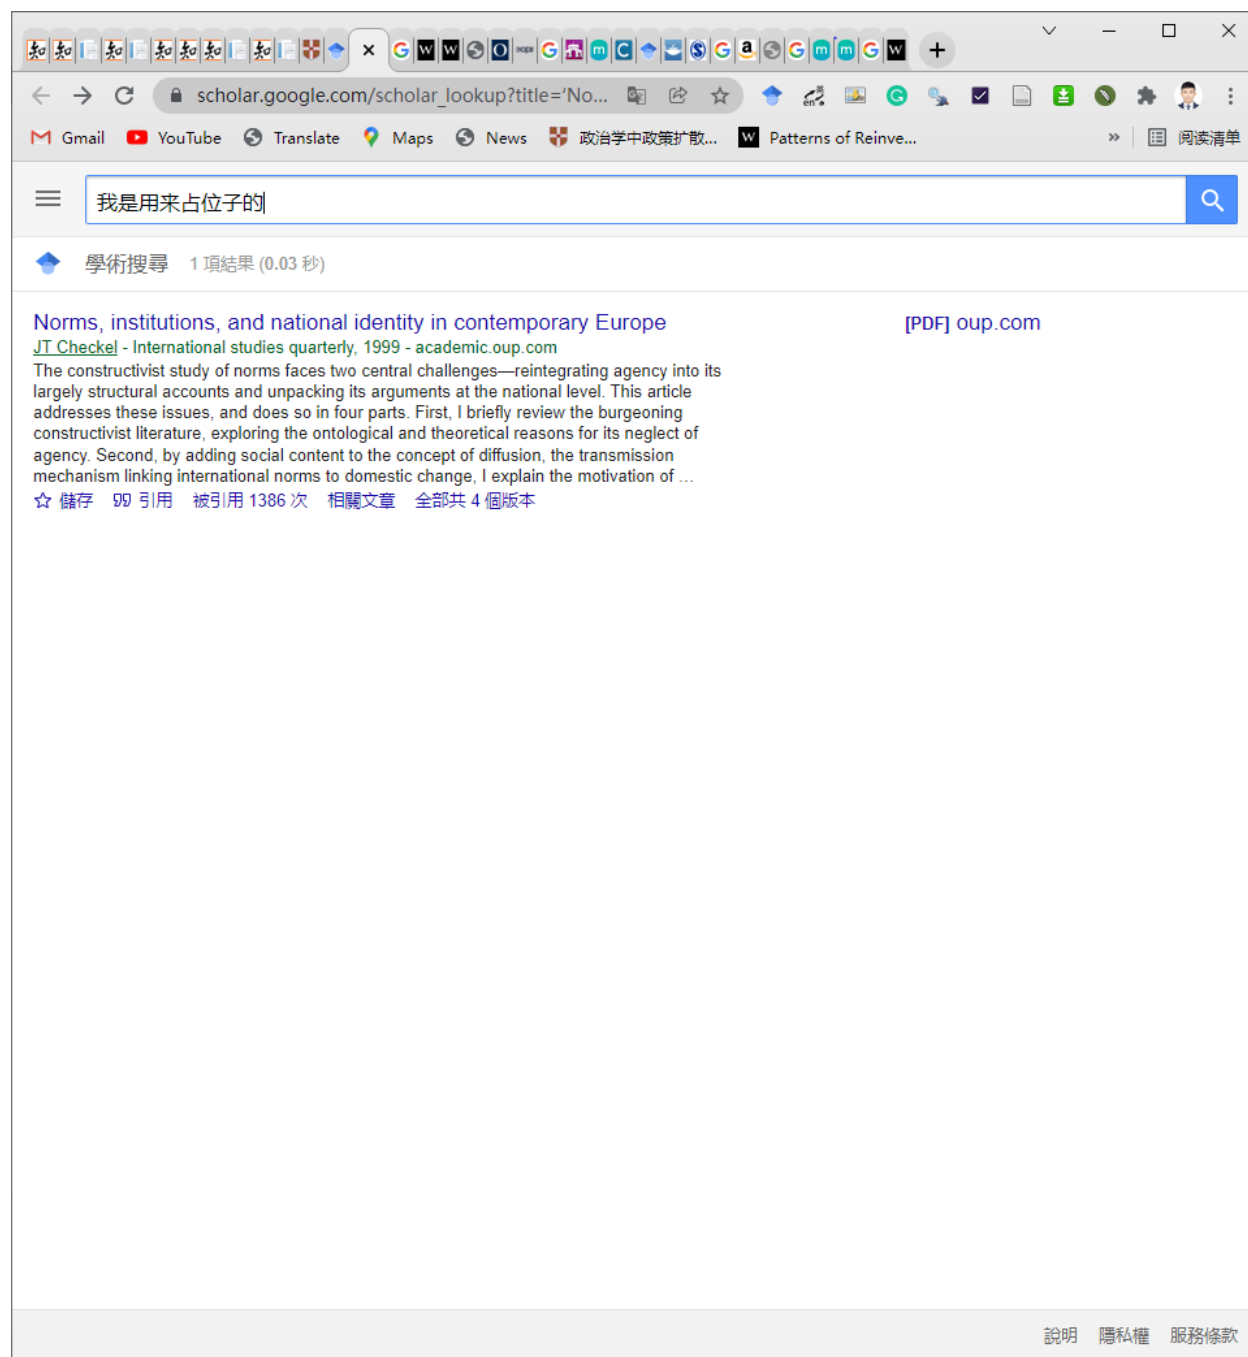 scholar.google.com/scholar_lookup?title='No...
Gmail YouTube Translate Maps News 政治学中政策扩散... Patterns of Reinve... » 阅读清单
我是用来占位子的
學術搜尋 1 項結果 (0.03 秒)
Norms, institutions, and national identity in contemporary Europe [PDF] oup.com
JT Checkel - International studies quarterly, 1999 - academic.oup.com
The constructivist study of norms faces two central challenges—reintegrating agency into its
largely structural accounts and unpacking its arguments at the national level. This article
addresses these issues, and does so in four parts. First, I briefly review the burgeoning
constructivist literature, exploring the ontological and theoretical reasons for its neglect of
agency. Second, by adding social content to the concept of diffusion, the transmission
mechanism linking international norms to domestic change, I explain the motivation of …
儲存 引用 被引用 1386 次 相關文章 全部共 4 個版本
說明 隱私權 服務條款